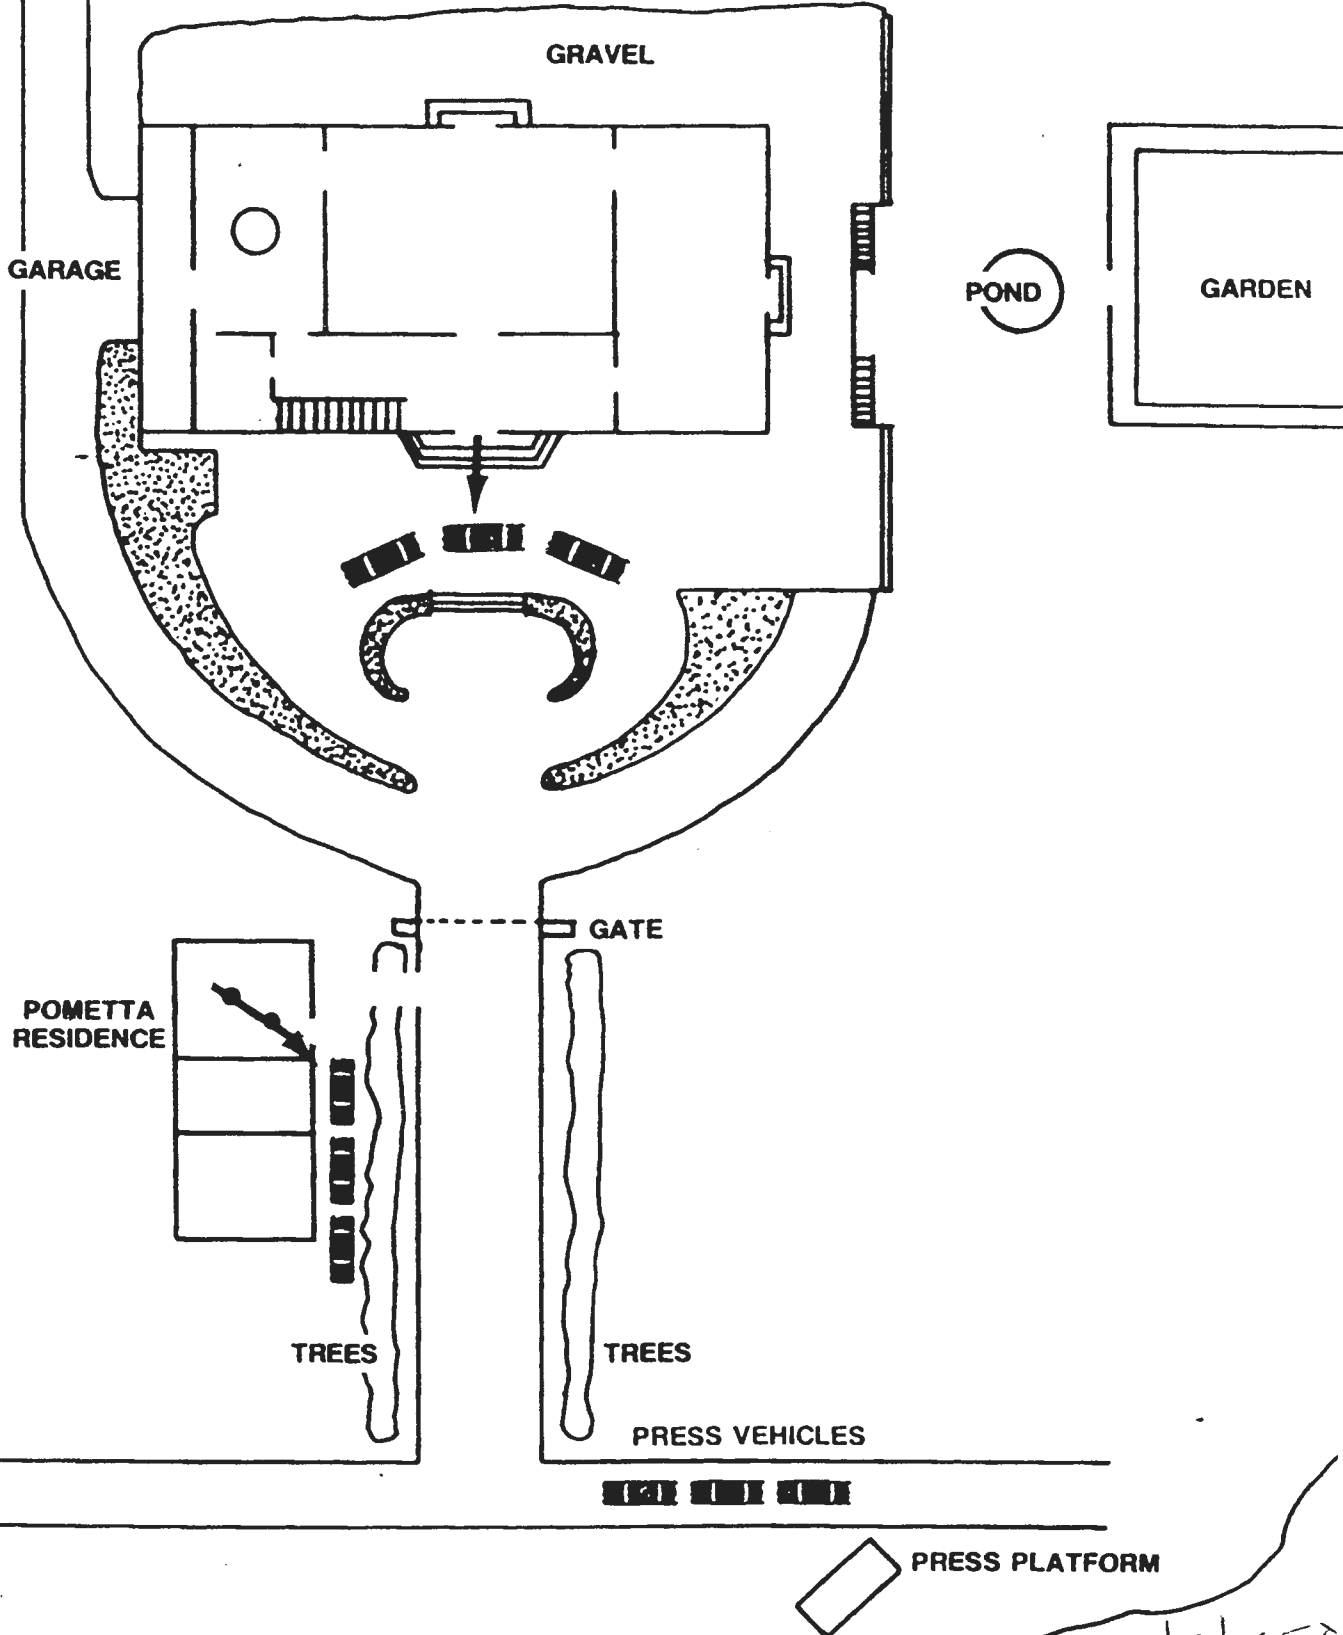 GRAVEL
GARAGE
POND
GARDEN
GATE
POMETTA
RESIDENCE
TREES
TREES
PRESS VEHICLES
PRESS PLATFORM